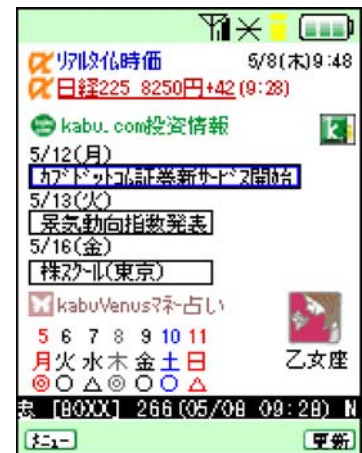 リアルタイム時価 5/8(木)9:48
日経225 8250円+42(9:28)
kabu.com投資情報 k
5/12(月)
カブドットコム証券新サービス開始
5/13(火)
景気動向指数発表
5/16(金)
株スクール(東京)
kabuVenusマネー占い
5 6 7 8 9 10 11
月火水木金土日 乙女座
◎○△◎○○△
[80XX] 266(05/08 09:28) N
メニュー 更新